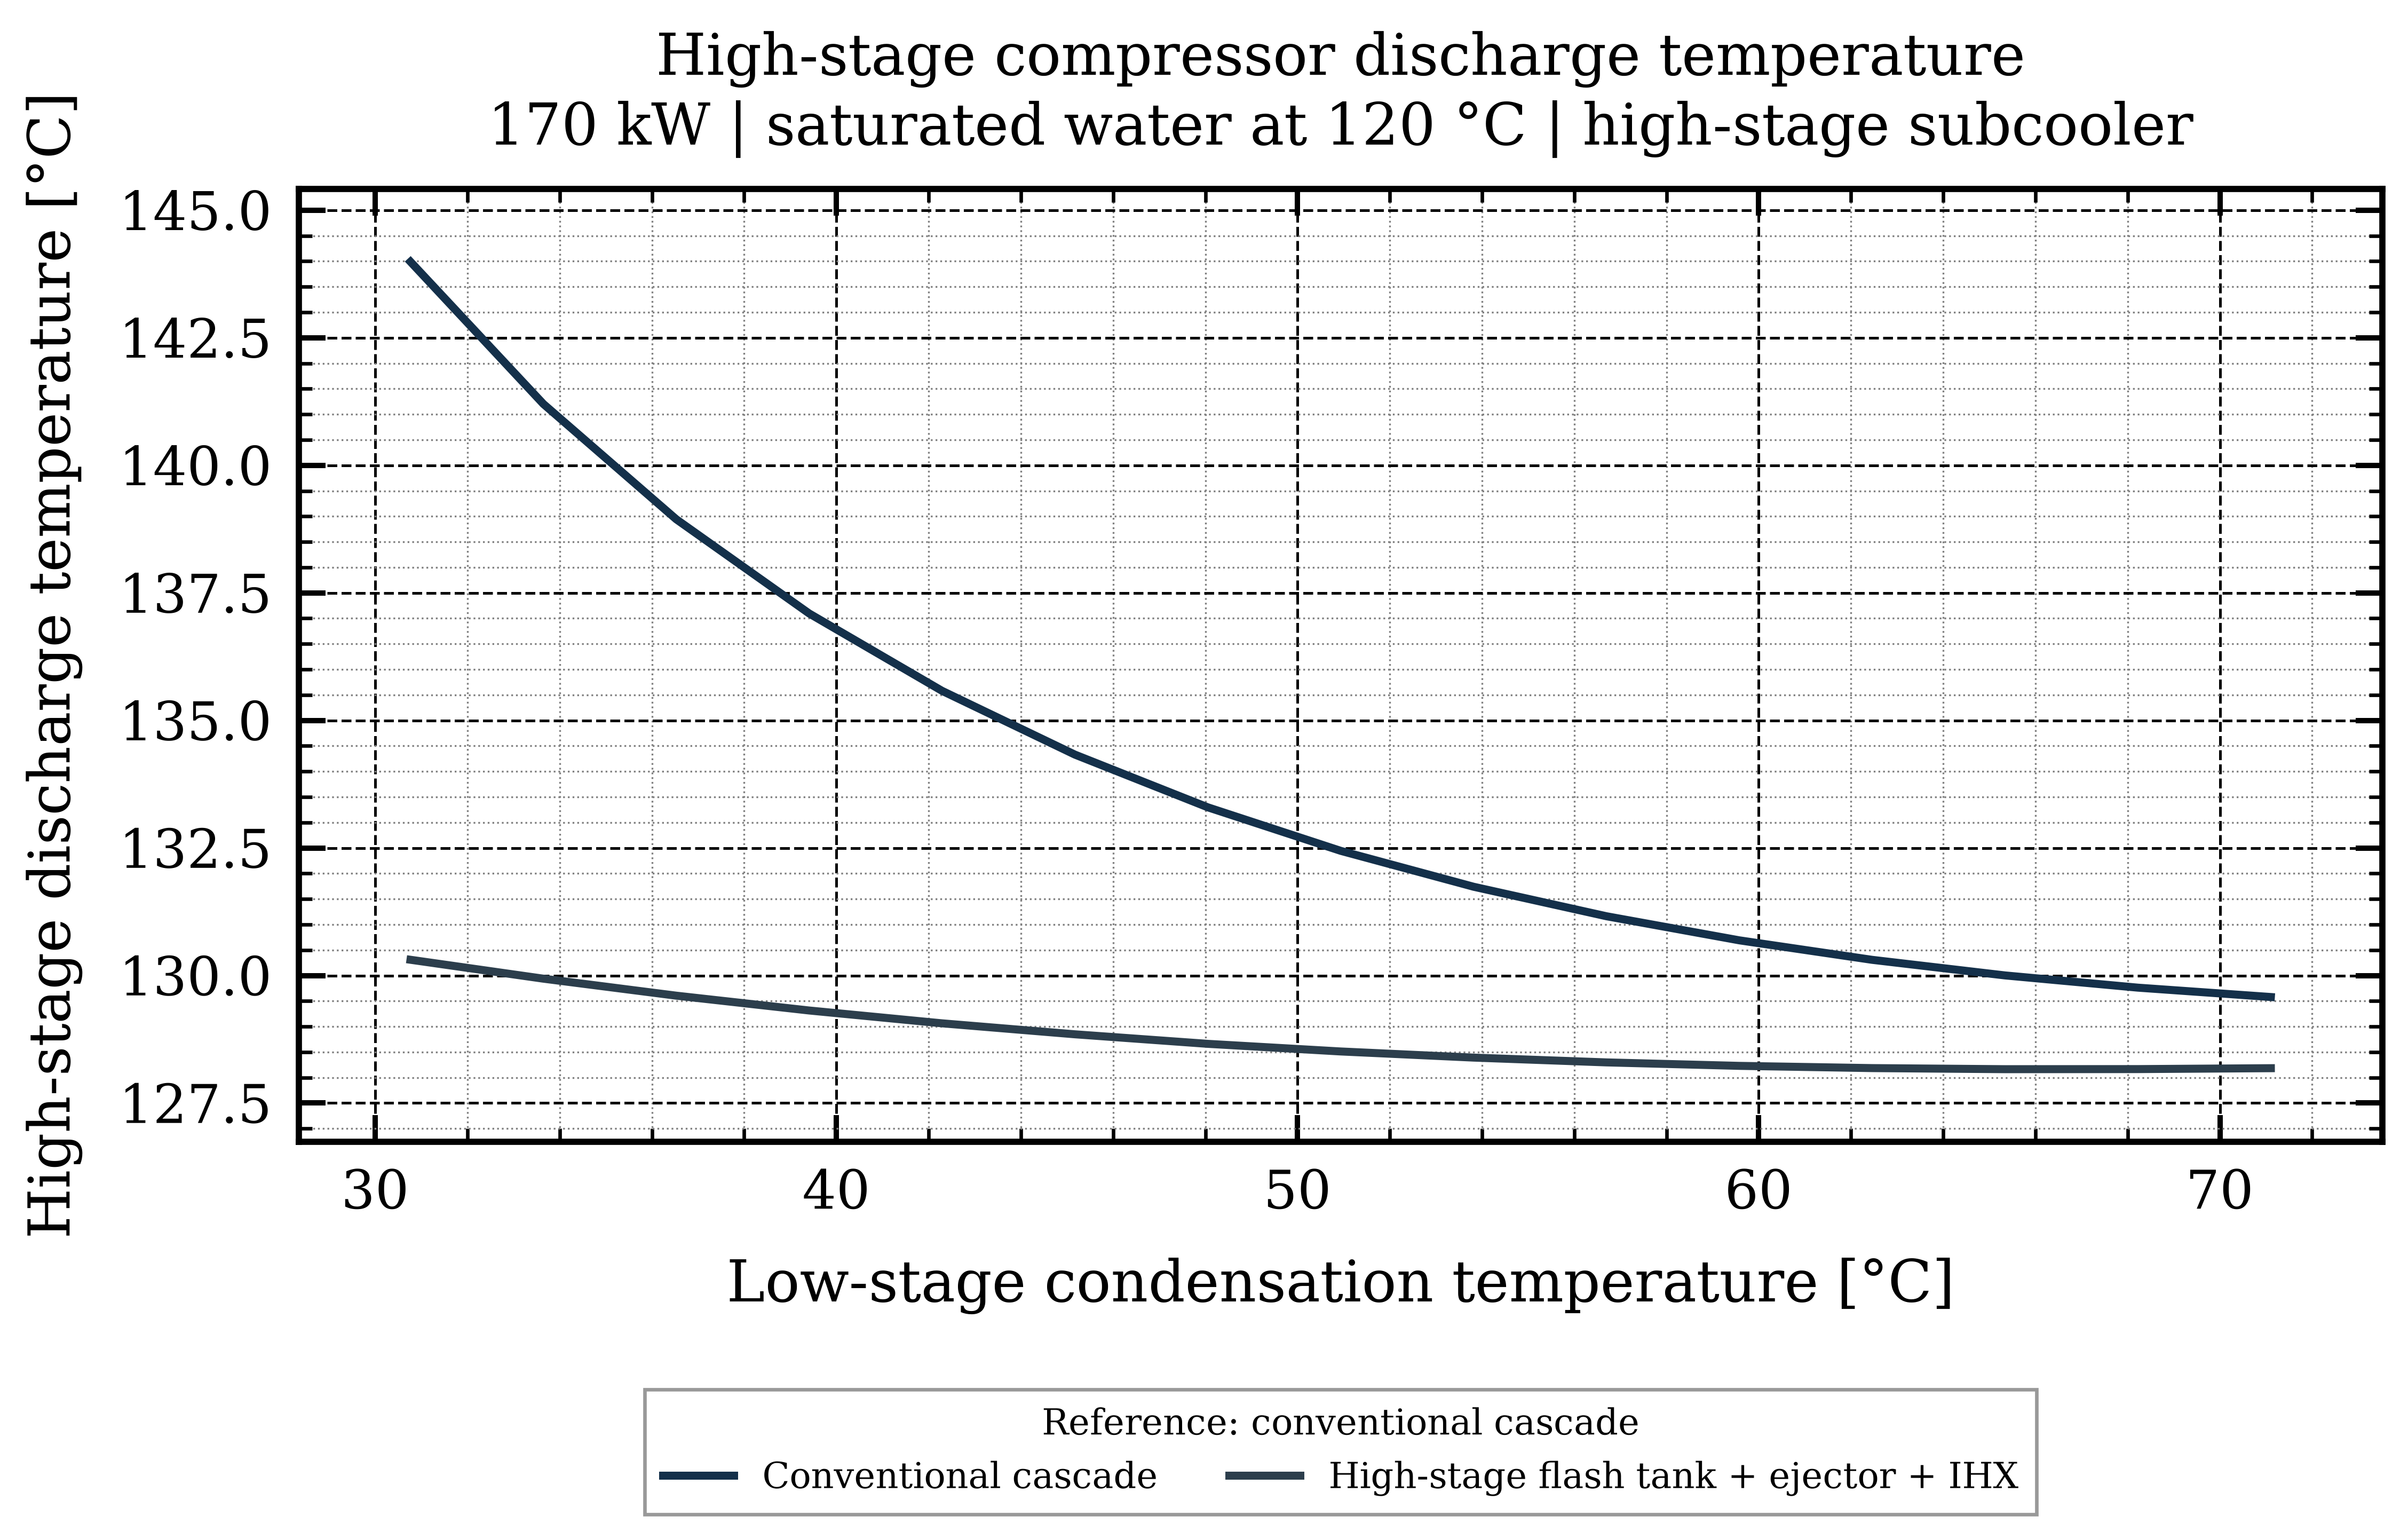 High-stage compressor discharge temperature
170 kW | saturated water at 120 °C | high-stage subcooler
High-stage discharge temperature [°C]
145.0
142.5
140.0
137.5
135.0
132.5
130.0
127.5
30 40 50 60 70
Low-stage condensation temperature [°C]
Reference: conventional cascade
Conventional cascade High-stage flash tank + ejector + IHX